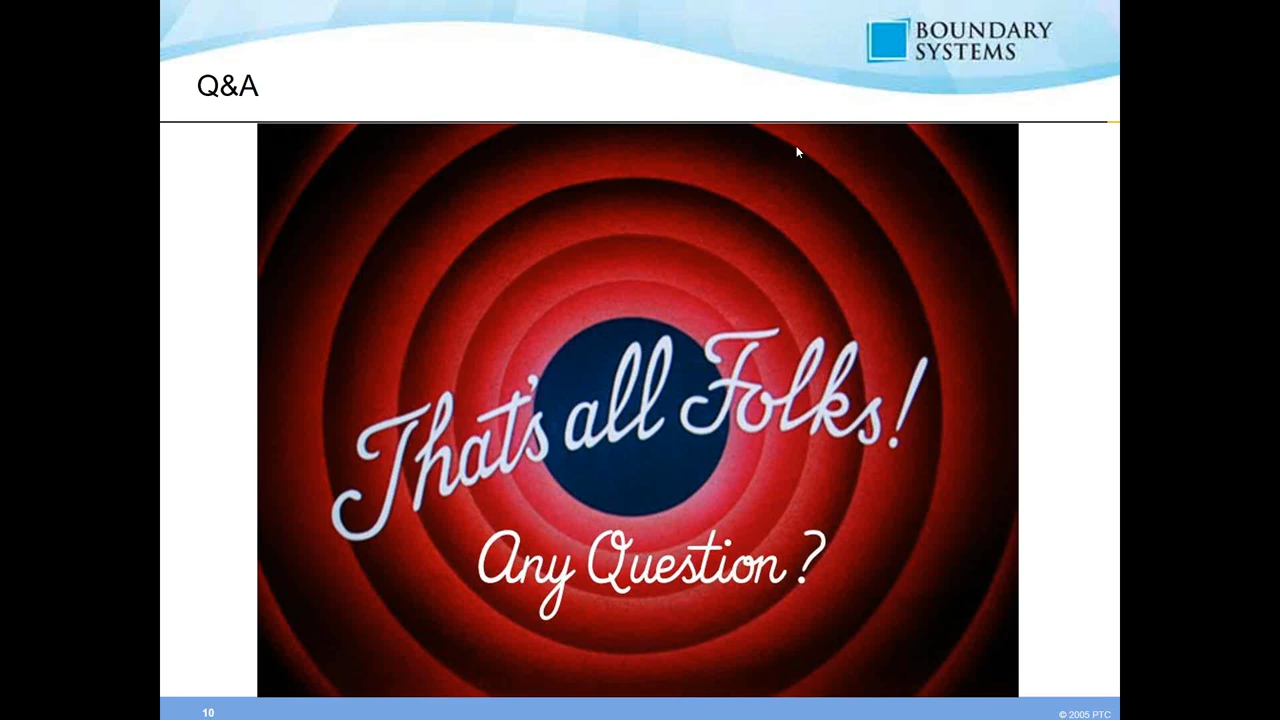 BOUNDARY
SYSTEMS
Q&A
That's all Folks!
Any Question ?
10
© 2005 PTC